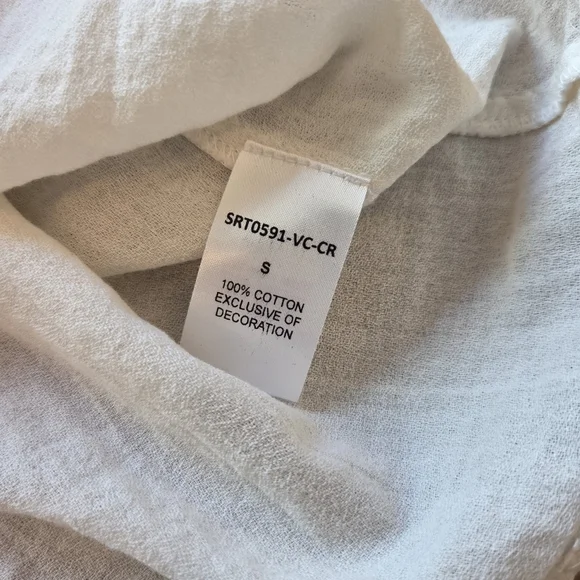 SRT0591-VC-CR
S
100% COTTON
EXCLUSIVE OF
DECORATION